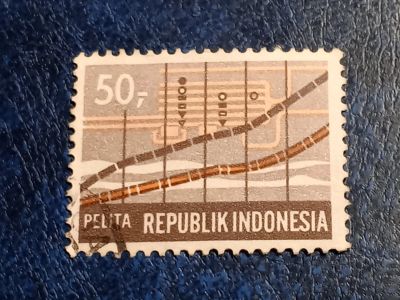 50,-
PELITA REPUBLIK INDONESIA